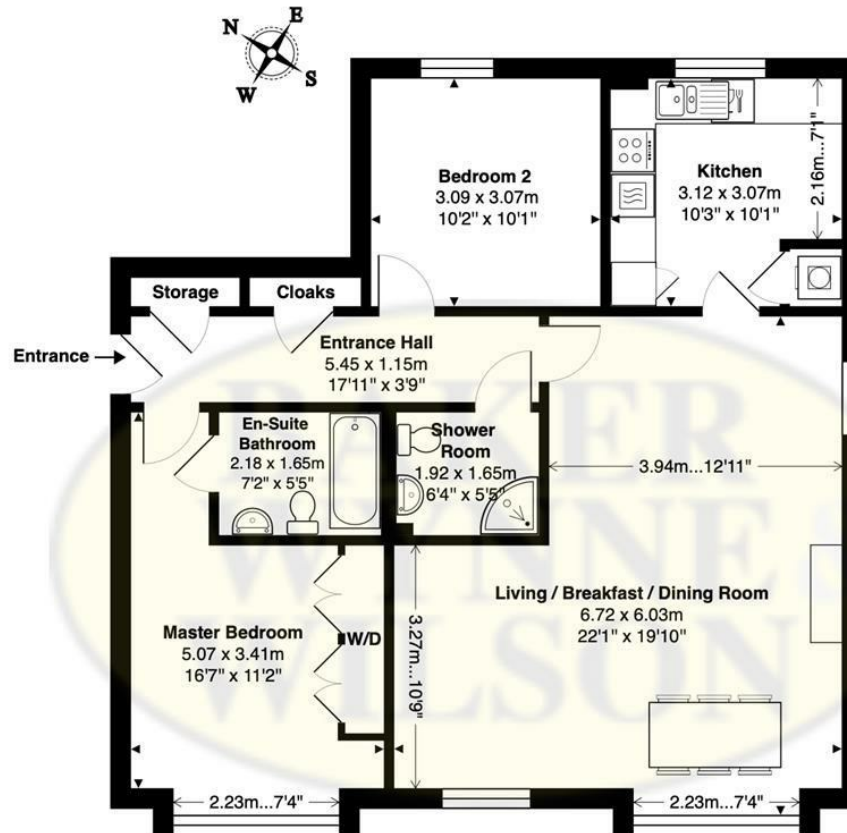 N
E
W
S
Bedroom 2
3.09 x 3.07m
10'2" x 10'1"
Kitchen
3.12 x 3.07m
10'3" x 10'1"
2.16m...7'1"
Storage
Cloaks
Entrance
Entrance Hall
5.45 x 1.15m
17'11" x 3'9"
En-Suite
Bathroom
2.18 x 1.65m
7'2" x 5'5"
Shower
Room
1.92 x 1.65m
6'4" x 5'5"
3.94m...12'11"
Living / Breakfast / Dining Room
6.72 x 6.03m
22'1" x 19'10"
3.27m...10'9"
Master Bedroom
5.07 x 3.41m
16'7" x 11'2"
W/D
2.23m...7'4"
2.23m...7'4"
BAKER
WYNNE &
WILSON